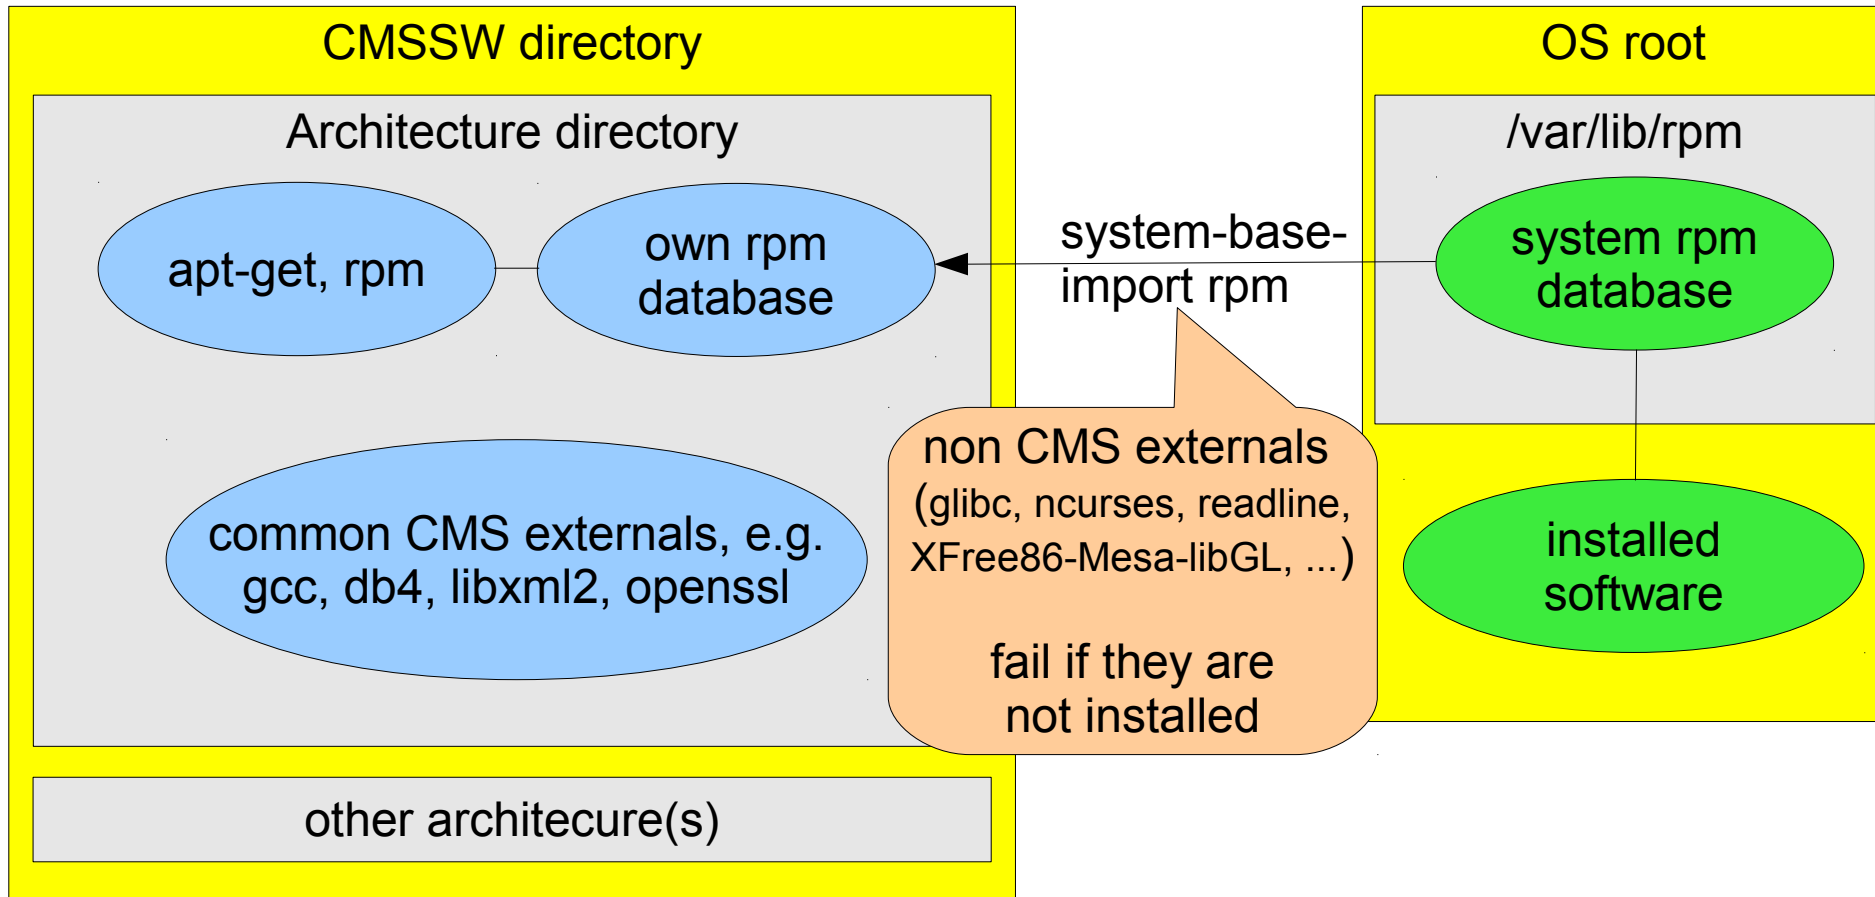 CMSSW directory
Architecture directory
apt-get, rpm
own rpm
database
common CMS externals, e.g.
gcc, db4, libxml2, openssl
other architecure(s)
system-base-
import rpm
non CMS externals
(glibc, ncurses, readline,
XFree86-Mesa-libGL, ...)
fail if they are
not installed
OS root
/var/lib/rpm
system rpm
database
installed
software